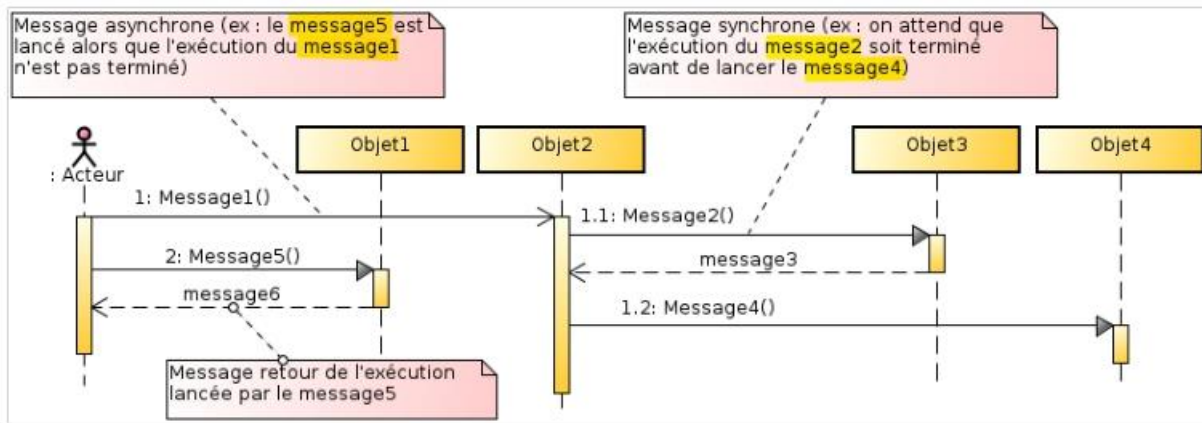 Message asynchrone (ex : le message5 est
lancé alors que l'exécution du message1
n'est pas terminé)
Message synchrone (ex : on attend que
l'exécution du message2 soit terminé
avant de lancer le message4)
: Acteur
Objet1
Objet2
Objet3
Objet4
1: Message1()
1.1: Message2()
message3
2: Message5()
message6
1.2: Message4()
Message retour de l'exécution
lancée par le message5